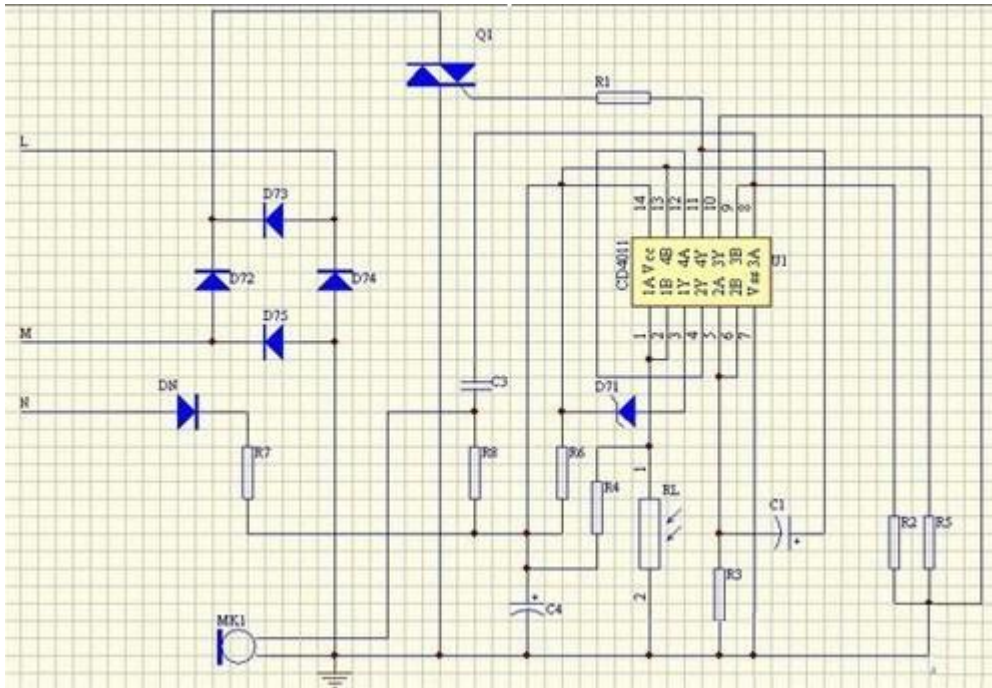 Q1
R1
L
D73
14
13
12
11
10
9
8
CD4011
Vcc 4B 4A 4Y 3Y 3B 3A
1A 1B 1Y 2Y 2A 2B Vss
U1
D72
D74
D75
M
1
2
3
4
5
6
7
DN
C3
D71
N
R7
R8
R6
R4
1
RL
C1
R2
R5
R3
2
C4
MK1